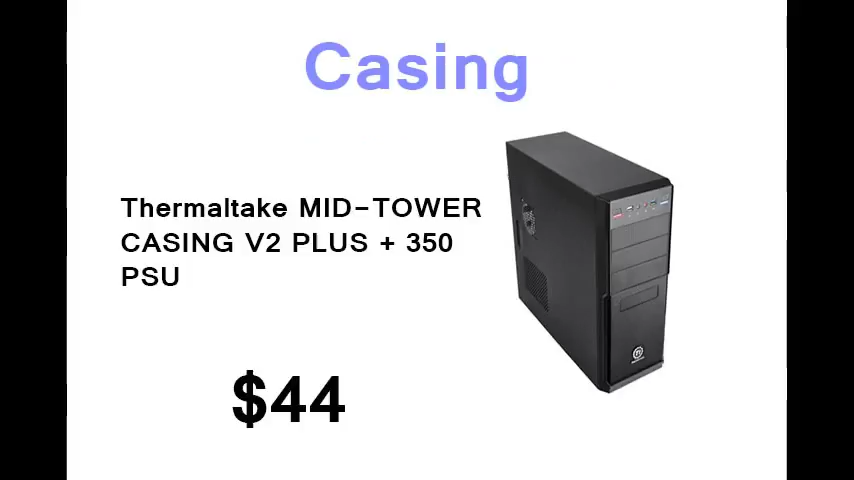 Casing
Thermaltake MID-TOWER
CASING V2 PLUS + 350
PSU
$44